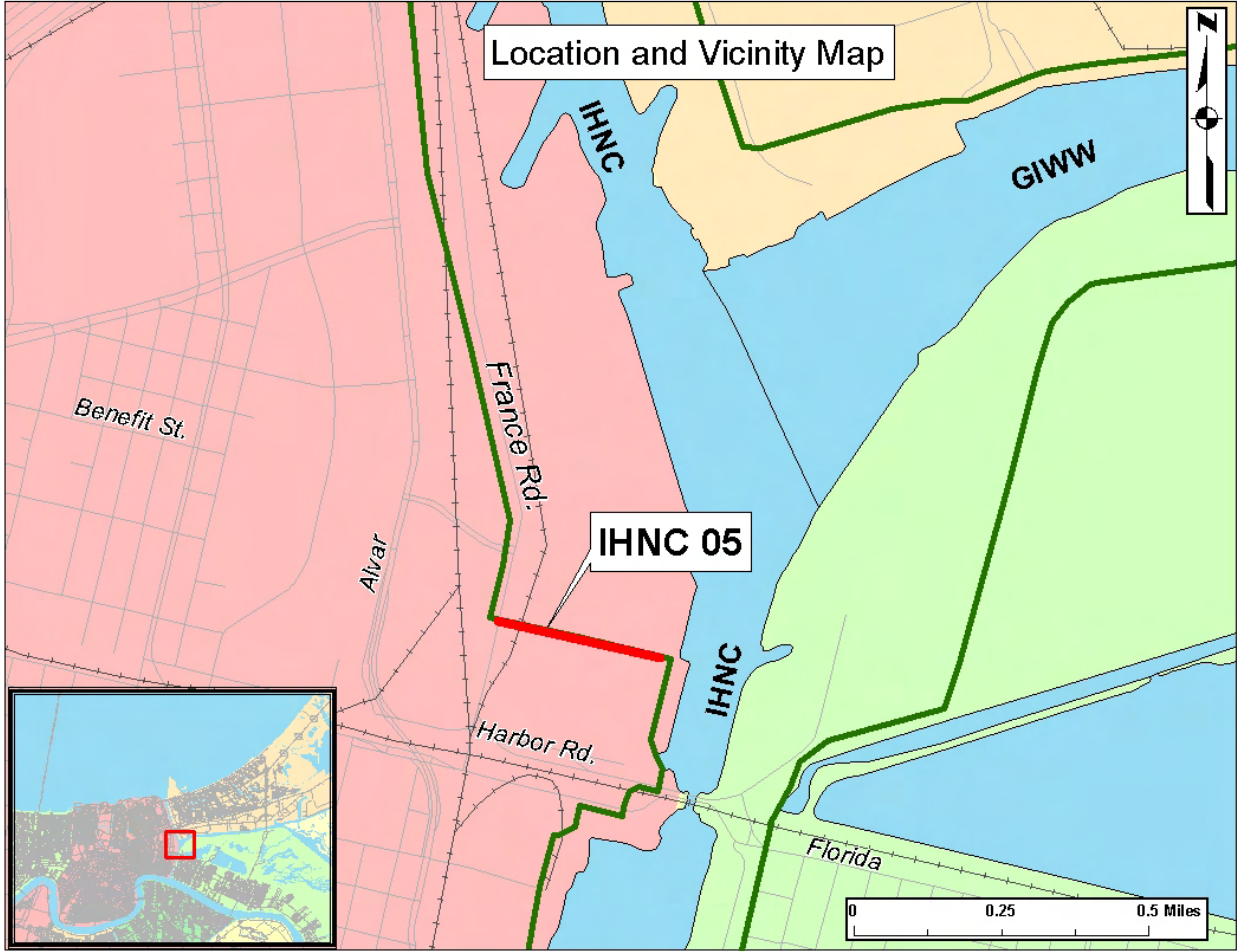 Location and Vicinity Map
N
IHNC
GIWW
France Rd.
Benefit St.
IHNC 05
Alvar
IHNC
Harbor Rd.
Florida
0 0.25 0.5 Miles